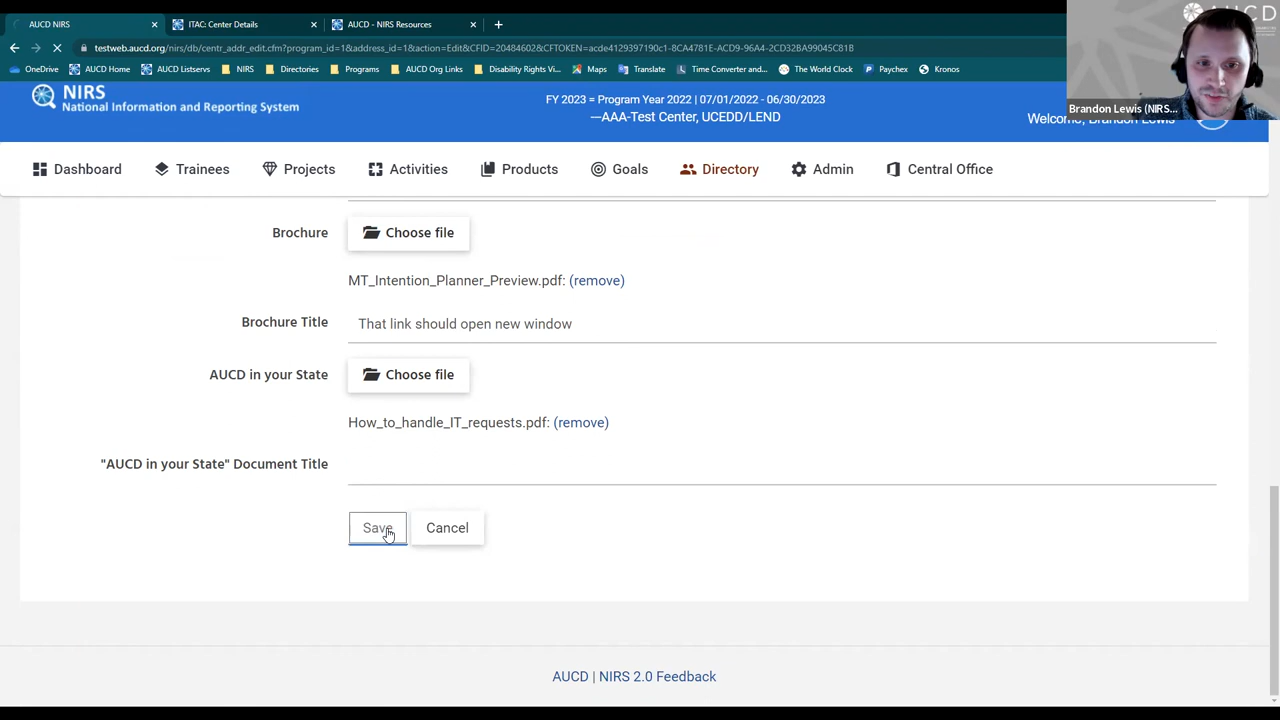 AUCD NIRS
ITAC: Center Details
AUCD - NIRS Resources
AUCD
testweb.aucd.org/nirs/db/centr_addr_edit.cfm?program_id=1&address_id=1&action=Edit&CFID=20484602&CFTOKEN=acde4129397190c1-8CA4781E-ACD9-96A4-2CD32BA99045C81B
OneDrive
AUCD Home
AUCD Listservs
NIRS
Directories
Programs
AUCD Org Links
Disability Rights Vi...
Maps
Translate
Time Converter and...
The World Clock
Paychex
Kronos
Brandon Lewis (NIRS...
NIRS
National Information and Reporting System
FY 2023 = Program Year 2022 | 07/01/2022 - 06/30/2023
—AAA-Test Center, UCEDD/LEND
Welcome, Brandon Lewis
Dashboard
Trainees
Projects
Activities
Products
Goals
Directory
Admin
Central Office
Brochure
Choose file
MT_Intention_Planner_Preview.pdf: (remove)
Brochure Title
That link should open new window
AUCD in your State
Choose file
How_to_handle_IT_requests.pdf: (remove)
"AUCD in your State" Document Title
Save
Cancel
AUCD | NIRS 2.0 Feedback